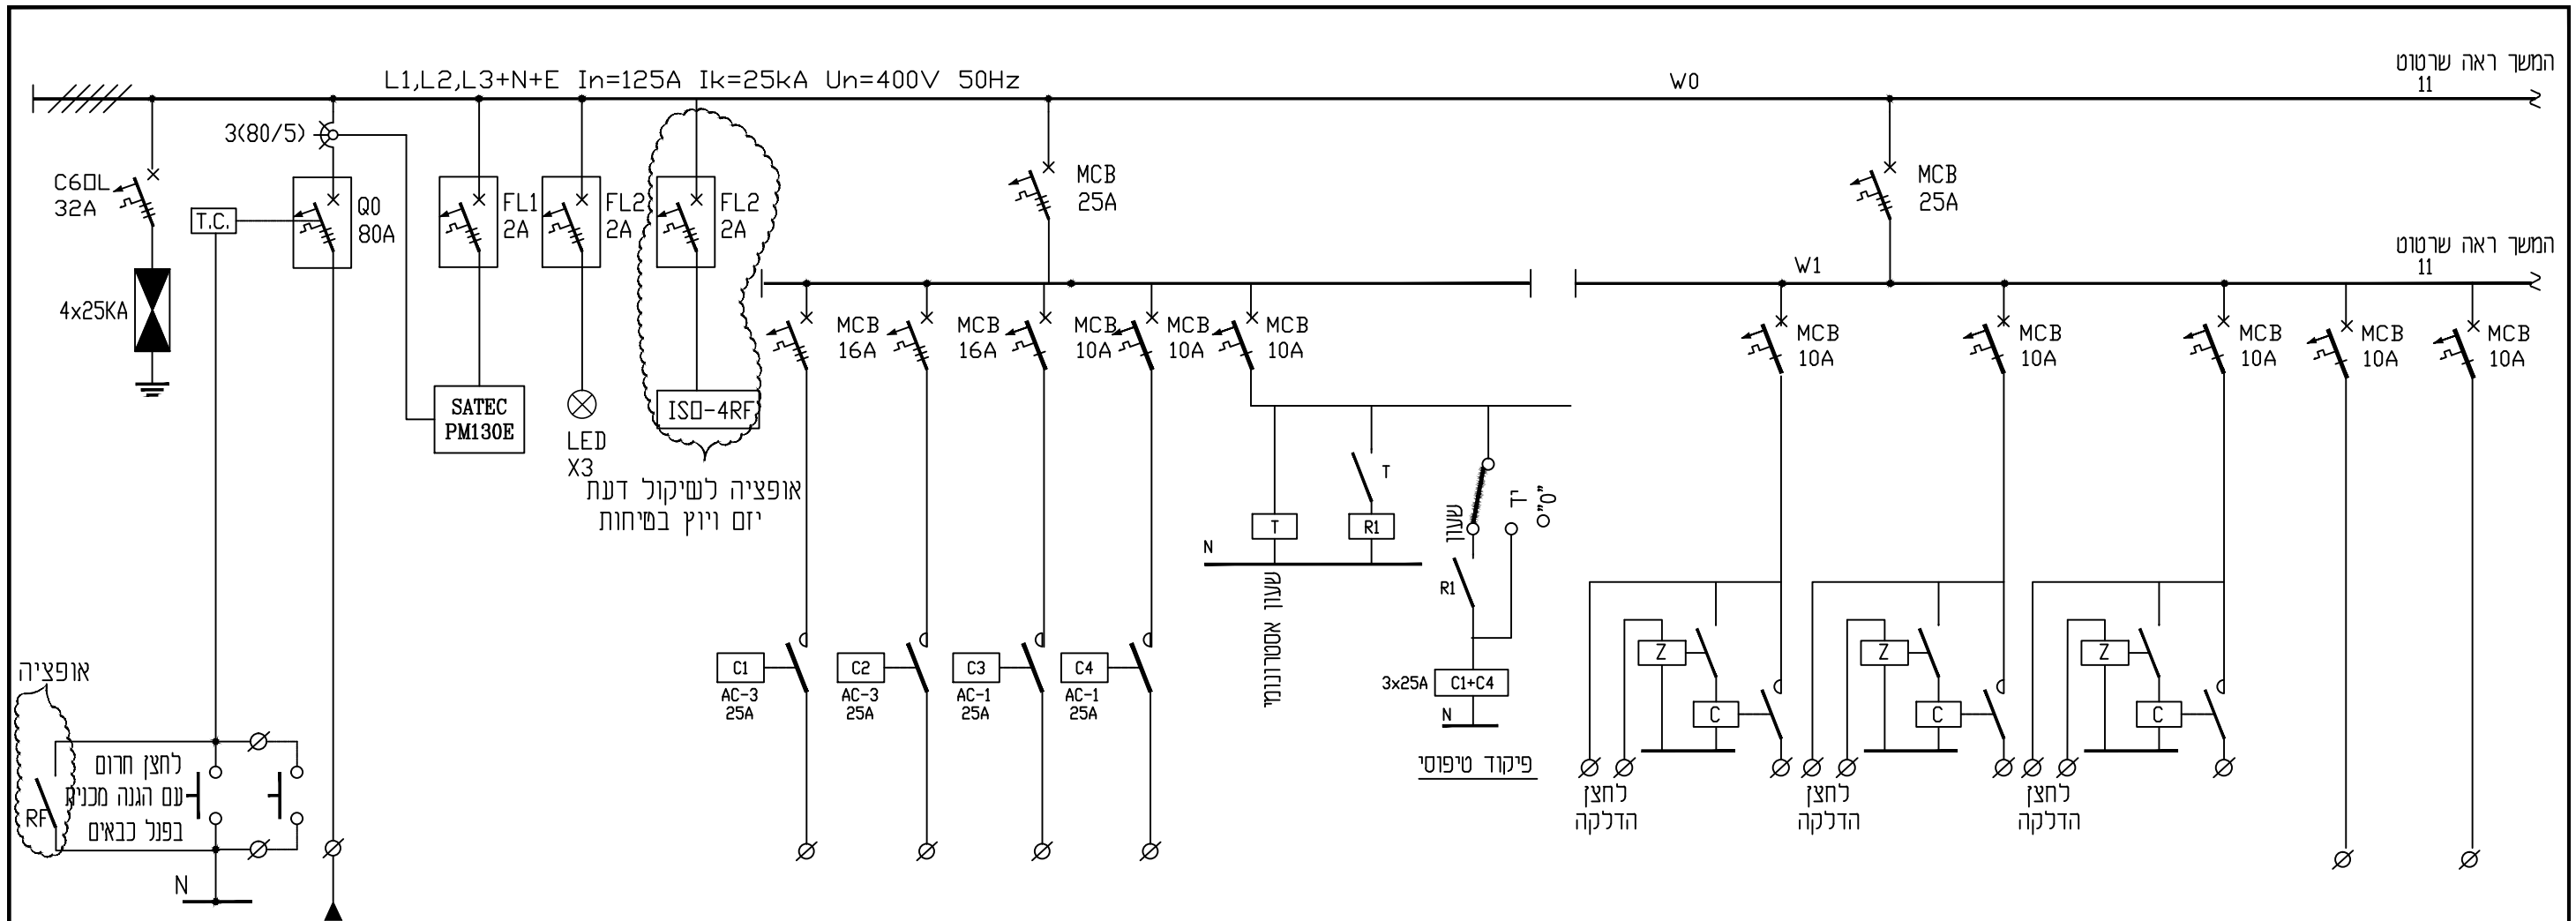 L1,L2,L3+N+E In=125A Ik=25kA Un=400V 50Hz
W0
המשך ראה שרטוט
11
3(80/5)
C60L
32A
T.C.
Q0
80A
FL1
2A
FL2
2A
FL2
2A
MCB
25A
MCB
25A
המשך ראה שרטוט
11
W1
4x25KA
MCB
16A
MCB
16A
MCB
10A
MCB
10A
MCB
10A
MCB
10A
MCB
10A
MCB
10A
MCB
10A
MCB
10A
SATEC
PM130E
LED
X3
ISO-4RF
אופציה לשיקול דעת
יזם ויועץ בטיחות
T
T
R1
N
שעון אסטרונומי
שעון
יד
"0"
R1
3x25A
C1+C4
N
פיקוד טיפוסי
C1
AC-3
25A
C2
AC-3
25A
C3
AC-1
25A
C4
AC-1
25A
Z
C
לחצן
הדלקה
Z
C
לחצן
הדלקה
Z
C
לחצן
הדלקה
אופציה
RF
לחצן חרום
עם הגנה מכנית
בפנל כבאים
N